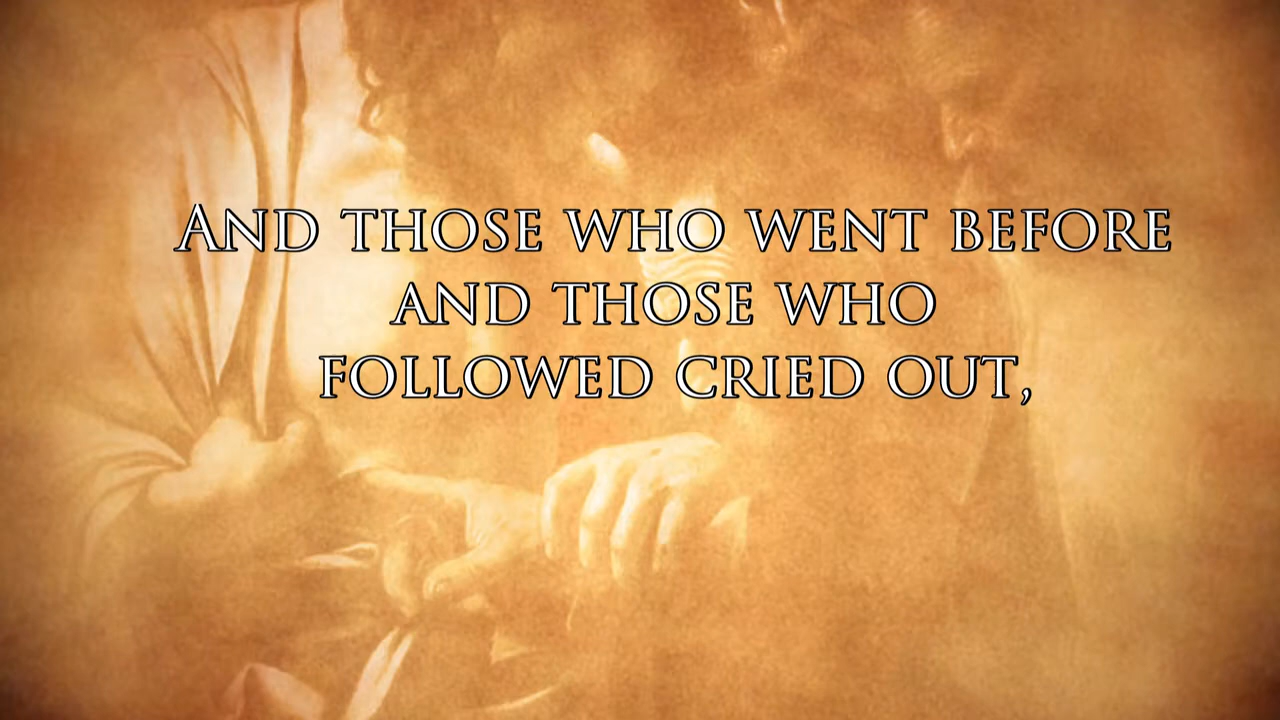 And those who went before
and those who
followed cried out,